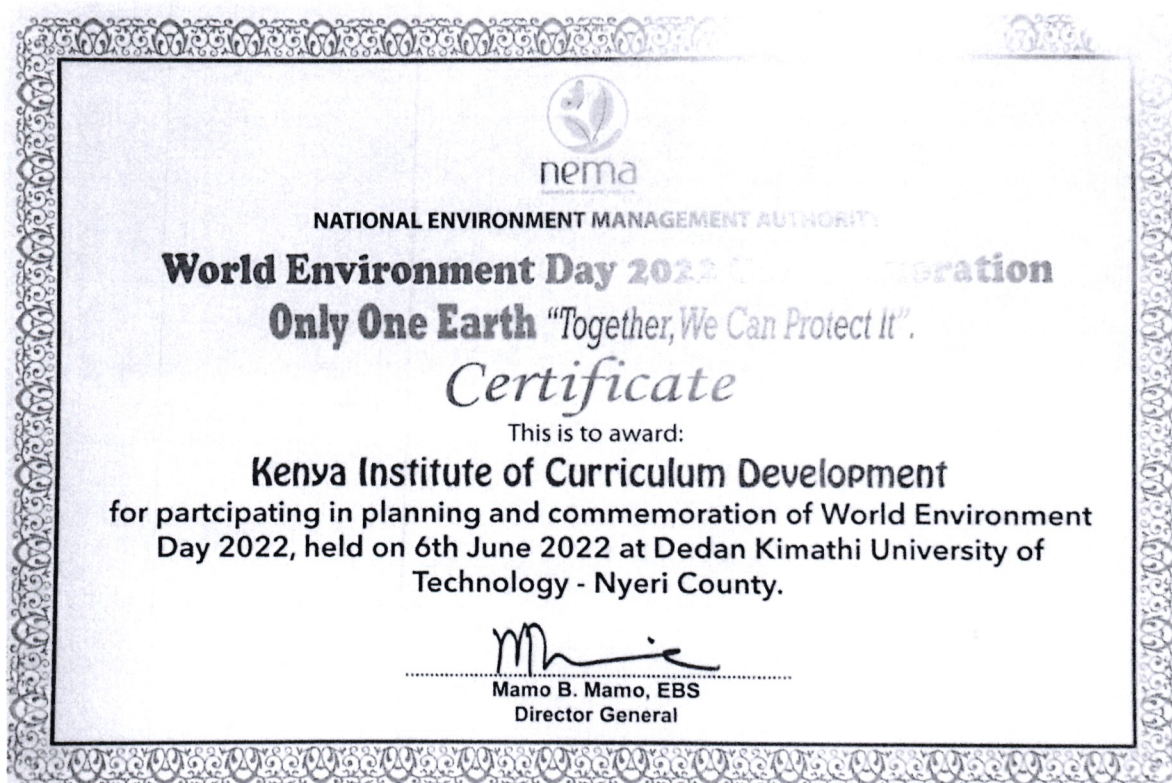 nema
NATIONAL ENVIRONMENT MANAGEMENT AUTHORITY
World Environment Day 2022
Only One Earth “Together, We Can Protect It”.
Certificate
This is to award:
Kenya Institute of Curriculum Development
for partcipating in planning and commemoration of World Environment
Day 2022, held on 6th June 2022 at Dedan Kimathi University of
Technology - Nyeri County.
Mamo B. Mamo, EBS
Director General